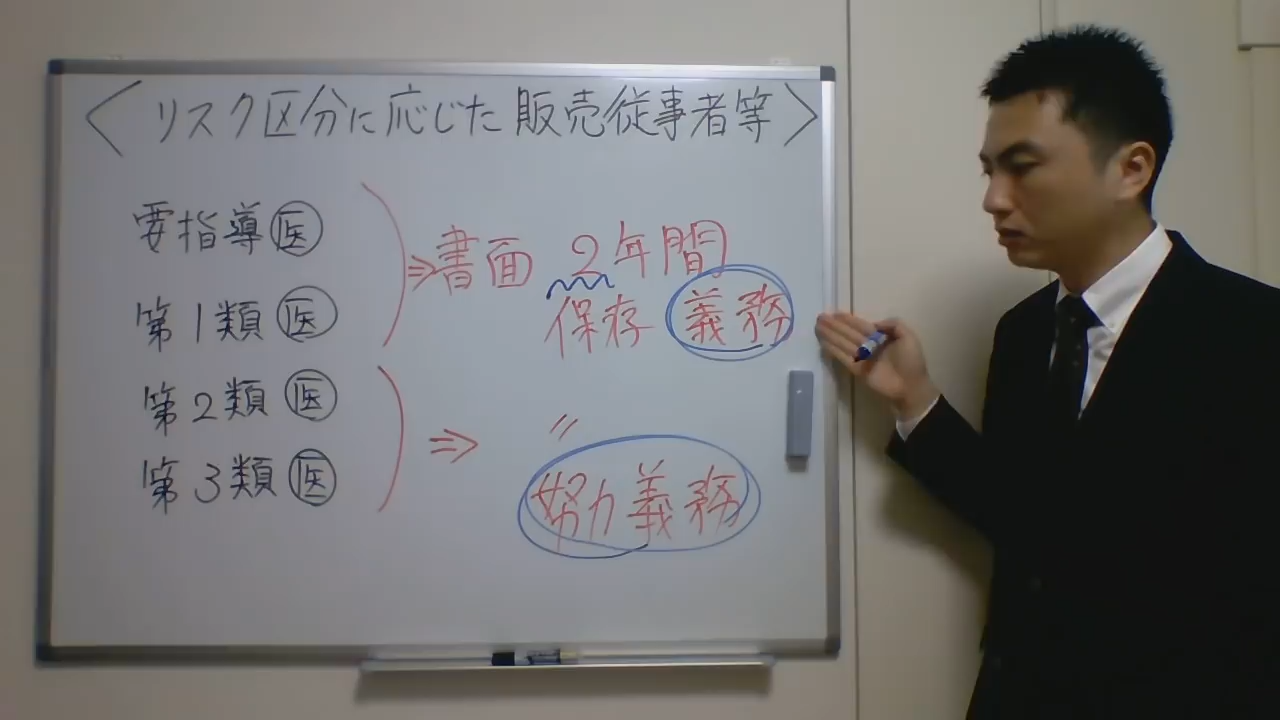 〈リスク区分に応じた販売従事者等〉
要指導医
第1類医
第2類医
第3類医
⇒書面 2年間
保存 義務
⇒ 〃
努力義務